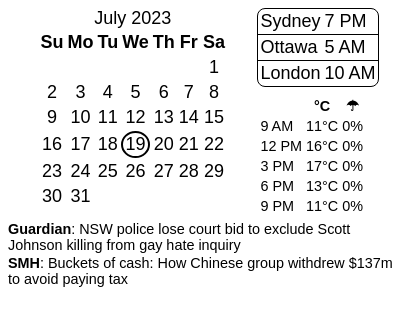 July 2023
Su Mo Tu We Th Fr Sa
1
2 3 4 5 6 7 8
9 10 11 12 13 14 15
16 17 18 19 20 21 22
23 24 25 26 27 28 29
30 31
Sydney 7 PM
Ottawa 5 AM
London 10 AM
°C ☂
9 AM 11°C 0%
12 PM 16°C 0%
3 PM 17°C 0%
6 PM 13°C 0%
9 PM 11°C 0%
Guardian: NSW police lose court bid to exclude Scott
Johnson killing from gay hate inquiry
SMH: Buckets of cash: How Chinese group withdrew $137m
to avoid paying tax